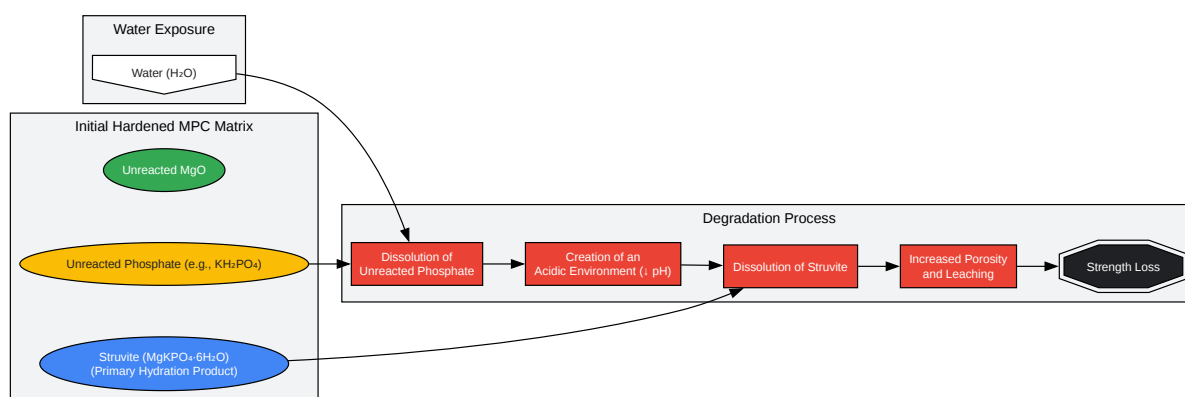 Water Exposure
Water (H₂O)
Initial Hardened MPC Matrix
Unreacted MgO
Unreacted Phosphate (e.g., KH₂PO₄)
Struvite (MgKPO₄·6H₂O)
(Primary Hydration Product)
Degradation Process
Dissolution of
Unreacted Phosphate
Creation of an
Acidic Environment (↓ pH)
Dissolution of Struvite
Increased Porosity
and Leaching
Strength Loss